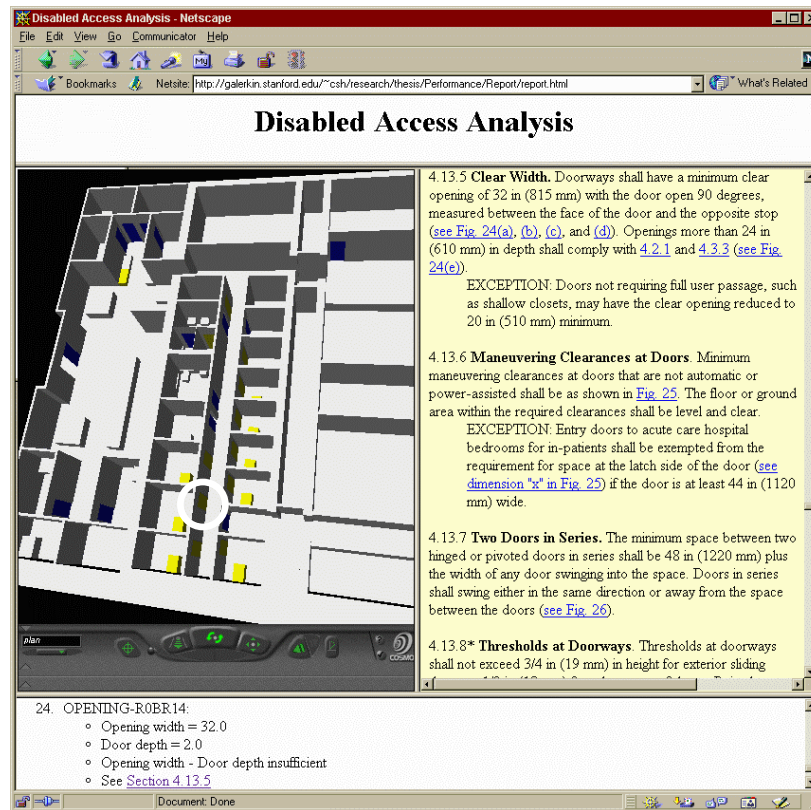 Disabled Access Analysis - Netscape
File Edit View Go Communicator Help
My
Bookmarks Netsite: http://galerkin.stanford.edu/~csh/research/thesis/Performance/Report/report.html What's Related
Disabled Access Analysis
4.13.5 Clear Width. Doorways shall have a minimum clear
opening of 32 in (815 mm) with the door open 90 degrees,
measured between the face of the door and the opposite stop
(see Fig. 24(a), (b), (c), and (d)). Openings more than 24 in
(610 mm) in depth shall comply with 4.2.1 and 4.3.3 (see Fig.
24(e)).
EXCEPTION: Doors not requiring full user passage, such
as shallow closets, may have the clear opening reduced to
20 in (510 mm) minimum.
4.13.6 Maneuvering Clearances at Doors. Minimum
maneuvering clearances at doors that are not automatic or
power-assisted shall be as shown in Fig. 25. The floor or ground
area within the required clearances shall be level and clear.
EXCEPTION: Entry doors to acute care hospital
bedrooms for in-patients shall be exempted from the
requirement for space at the latch side of the door (see
dimension "x" in Fig. 25) if the door is at least 44 in (1120
mm) wide.
4.13.7 Two Doors in Series. The minimum space between two
hinged or pivoted doors in series shall be 48 in (1220 mm) plus
the width of any door swinging into the space. Doors in series
shall swing either in the same direction or away from the space
between the doors (see Fig. 26).
4.13.8* Thresholds at Doorways. Thresholds at doorways
shall not exceed 3/4 in (19 mm) in height for exterior sliding
plan
COSMO
24. OPENING-R0BR14:
Opening width = 32.0
Door depth = 2.0
Opening width - Door depth insufficient
See Section 4.13.5
Document: Done